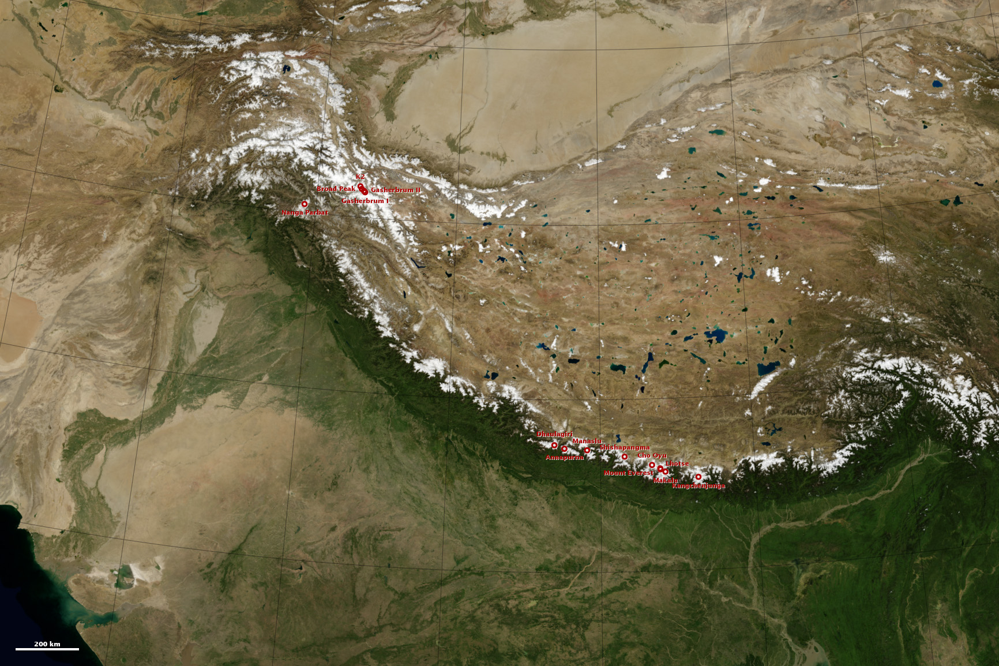 K2
Broad Peak
Gasherbrum II
Gasherbrum I
Nanga Parbat
Dhaulagiri
Manaslu
Annapurna
Shishapangma
Cho Oyu
Lhotse
Mount Everest
Makalu
Kangchenjunga
200 km